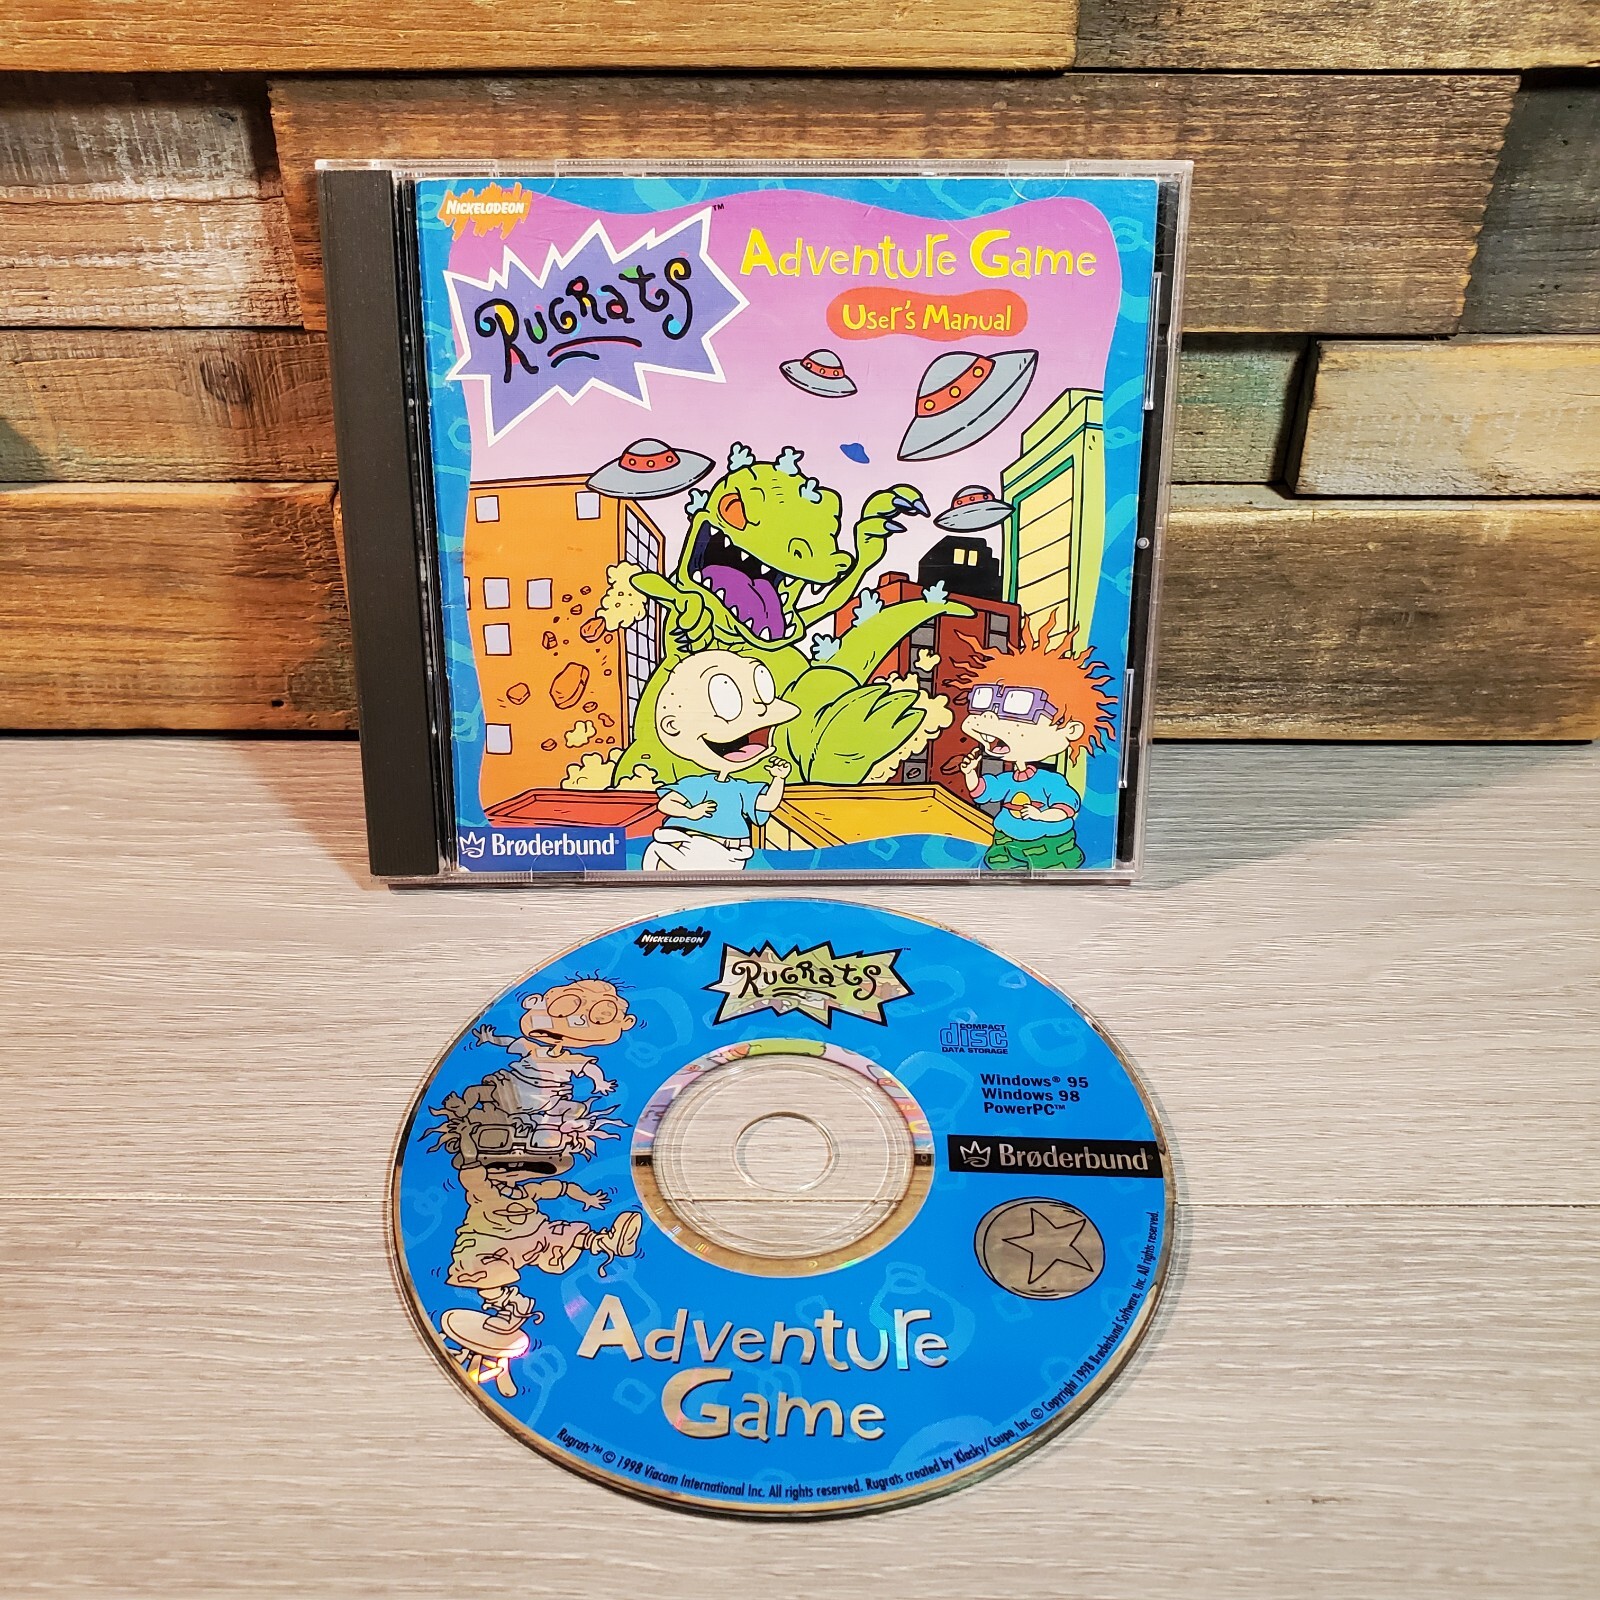 NICKELODEON
RUGRats™
Adventure Game
User's Manual
Brøderbund®
NICKELODEON
RUGRats™
COMPACT
disc
DATA STORAGE
Windows® 95
Windows 98
PowerPC™
Brøderbund®
Adventure
Game
Rugrats™ © 1998 Viacom International Inc. All rights reserved. Rugrats created by Klasky/Csupo, Inc. © Copyright 1998 Brøderbund Software, Inc. All rights reserved.